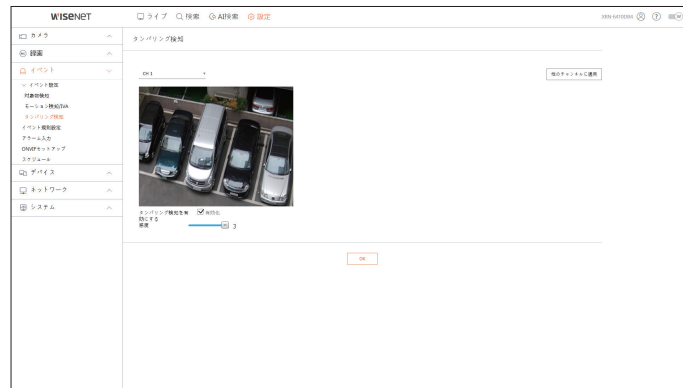 WISENET
ライブ 検索 AI検索 設定
XRN-6410DB4
カメラ
録画
イベント
イベント設定
対象物検知
モーション検知/IVA
タンパリング検知
イベント規則設定
アラーム入力
ONVIFセットアップ
スケジュール
デバイス
ネットワーク
システム
タンパリング検知
CH 1
他のチャンネルに適用
タンパリング検知を有
効にする
有効化
感度
3
OK